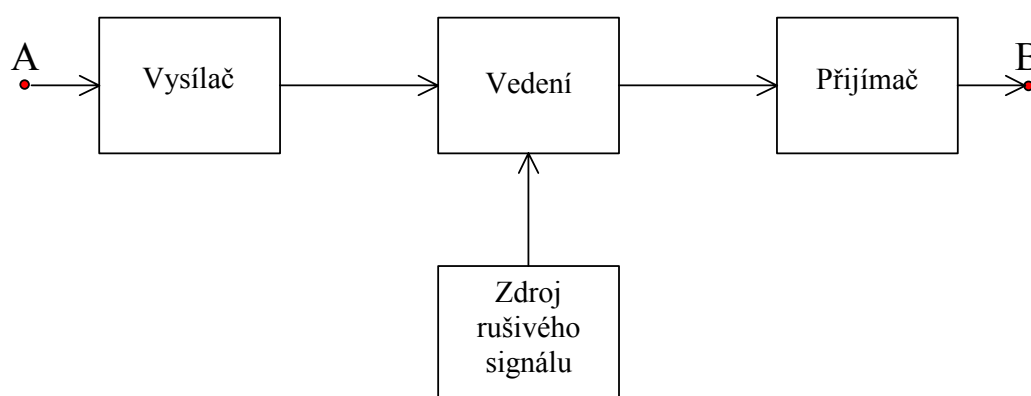 A
Vysílač
Vedení
Přijímač
B
Zdroj
rušivého
signálu